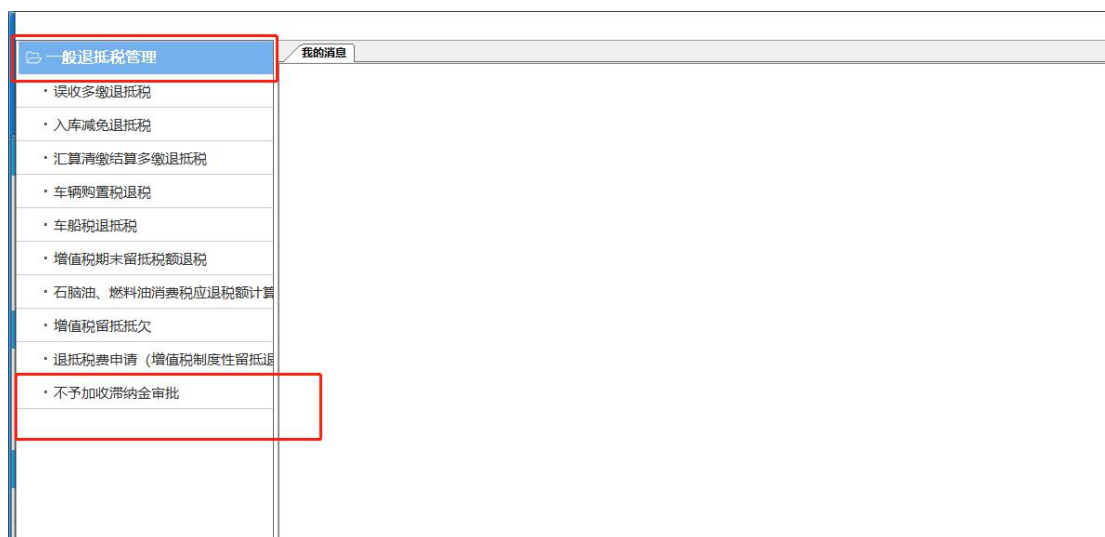 一般退抵税管理
我的消息
误收多缴退抵税
入库减免退抵税
汇算清缴结算多缴退抵税
车辆购置税退税
车船税退抵税
增值税期末留抵税额退税
石脑油、燃料油消费税应退税额计算
增值税留抵抵欠
退抵税费申请（增值税制度性留抵退
不予加收滞纳金审批